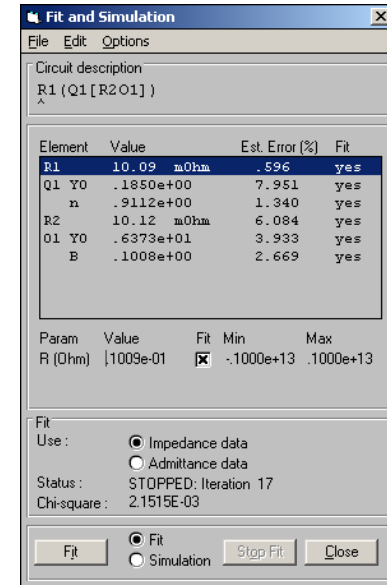 Fit and Simulation
File Edit Options
Circuit description
R1(Q1[R2O1])
^
Element Value Est. Error (%) Fit
R1 10.09 mOhm .596 yes
Q1 Y0 .1850e+00 7.951 yes
n .9112e+00 1.340 yes
R2 10.12 mOhm 6.084 yes
O1 Y0 .6373e+01 3.933 yes
B .1008e+00 2.669 yes
Param Value Fit Min Max
R (Ohm) .1009e-01 -.1000e+13 .1000e+13
Fit
Use : Impedance data
Admittance data
Status : STOPPED: Iteration 17
Chi-square : 2.1515E-03
Fit
Fit Stop Fit Close
Simulation